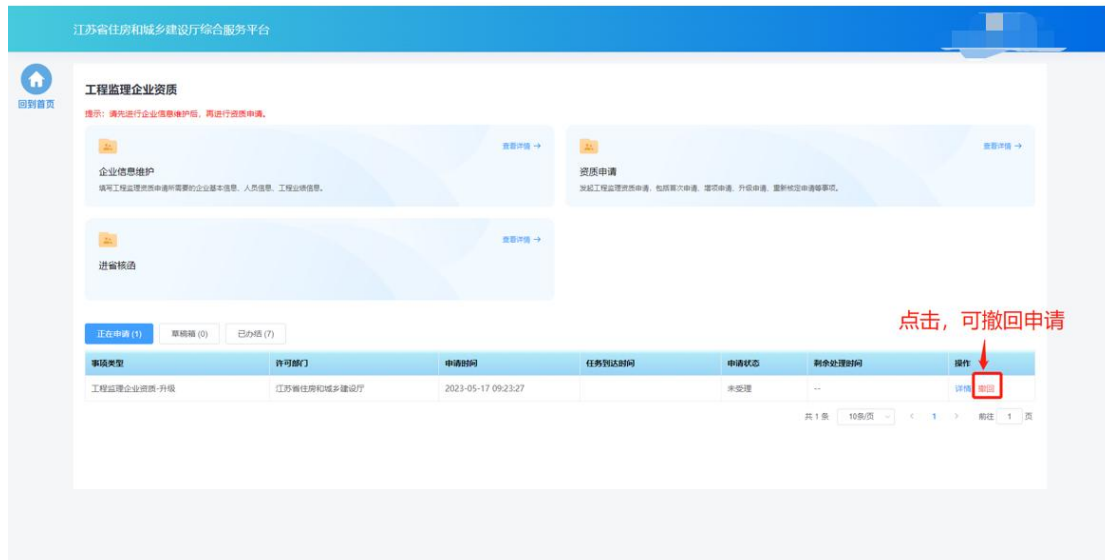 江苏省住房和城乡建设厅综合服务平台
回到首页
工程监理企业资质
提示：请先进行企业信息维护后，再进行资质申请。
查看详情 →
企业信息维护
填写工程监理资质申请所需要的企业基本信息、人员信息、工程业绩信息。
查看详情 →
资质申请
发起工程监理资质申请，包括首次申请、增项申请、升级申请、重新核定申请等事项。
查看详情 →
进省核函
点击，可撤回申请
正在申请 (1) 草稿箱 (0) 已办结 (7)
事项类型 许可部门 申请时间 任务到达时间 申请状态 剩余处理时间 操作
工程监理企业资质-升级 江苏省住房和城乡建设厅 2023-05-17 09:23:27 未受理 -- 详情 撤回
共 1 条 10条/页 < 1 > 前往 1 页